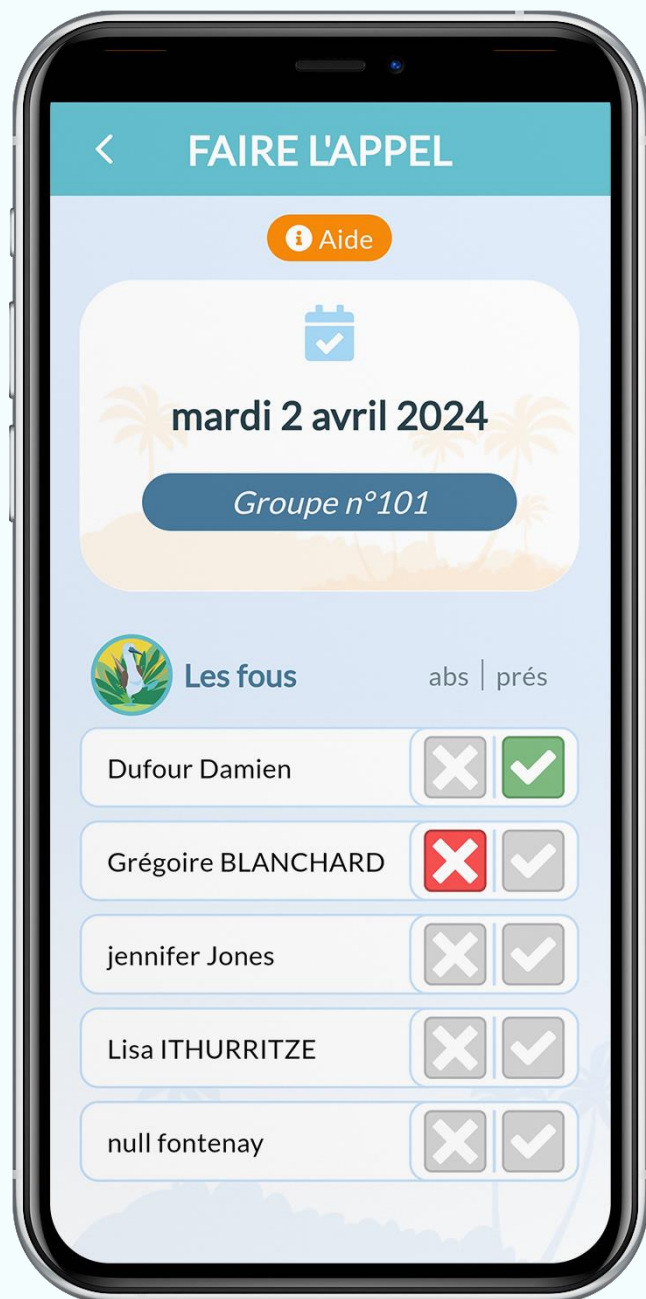 FAIRE L'APPEL
Aide
mardi 2 avril 2024
Groupe n°101
Les fous
abs | prés
Dufour Damien
Grégoire BLANCHARD
jennifer Jones
Lisa ITHURRITZE
null fontenay